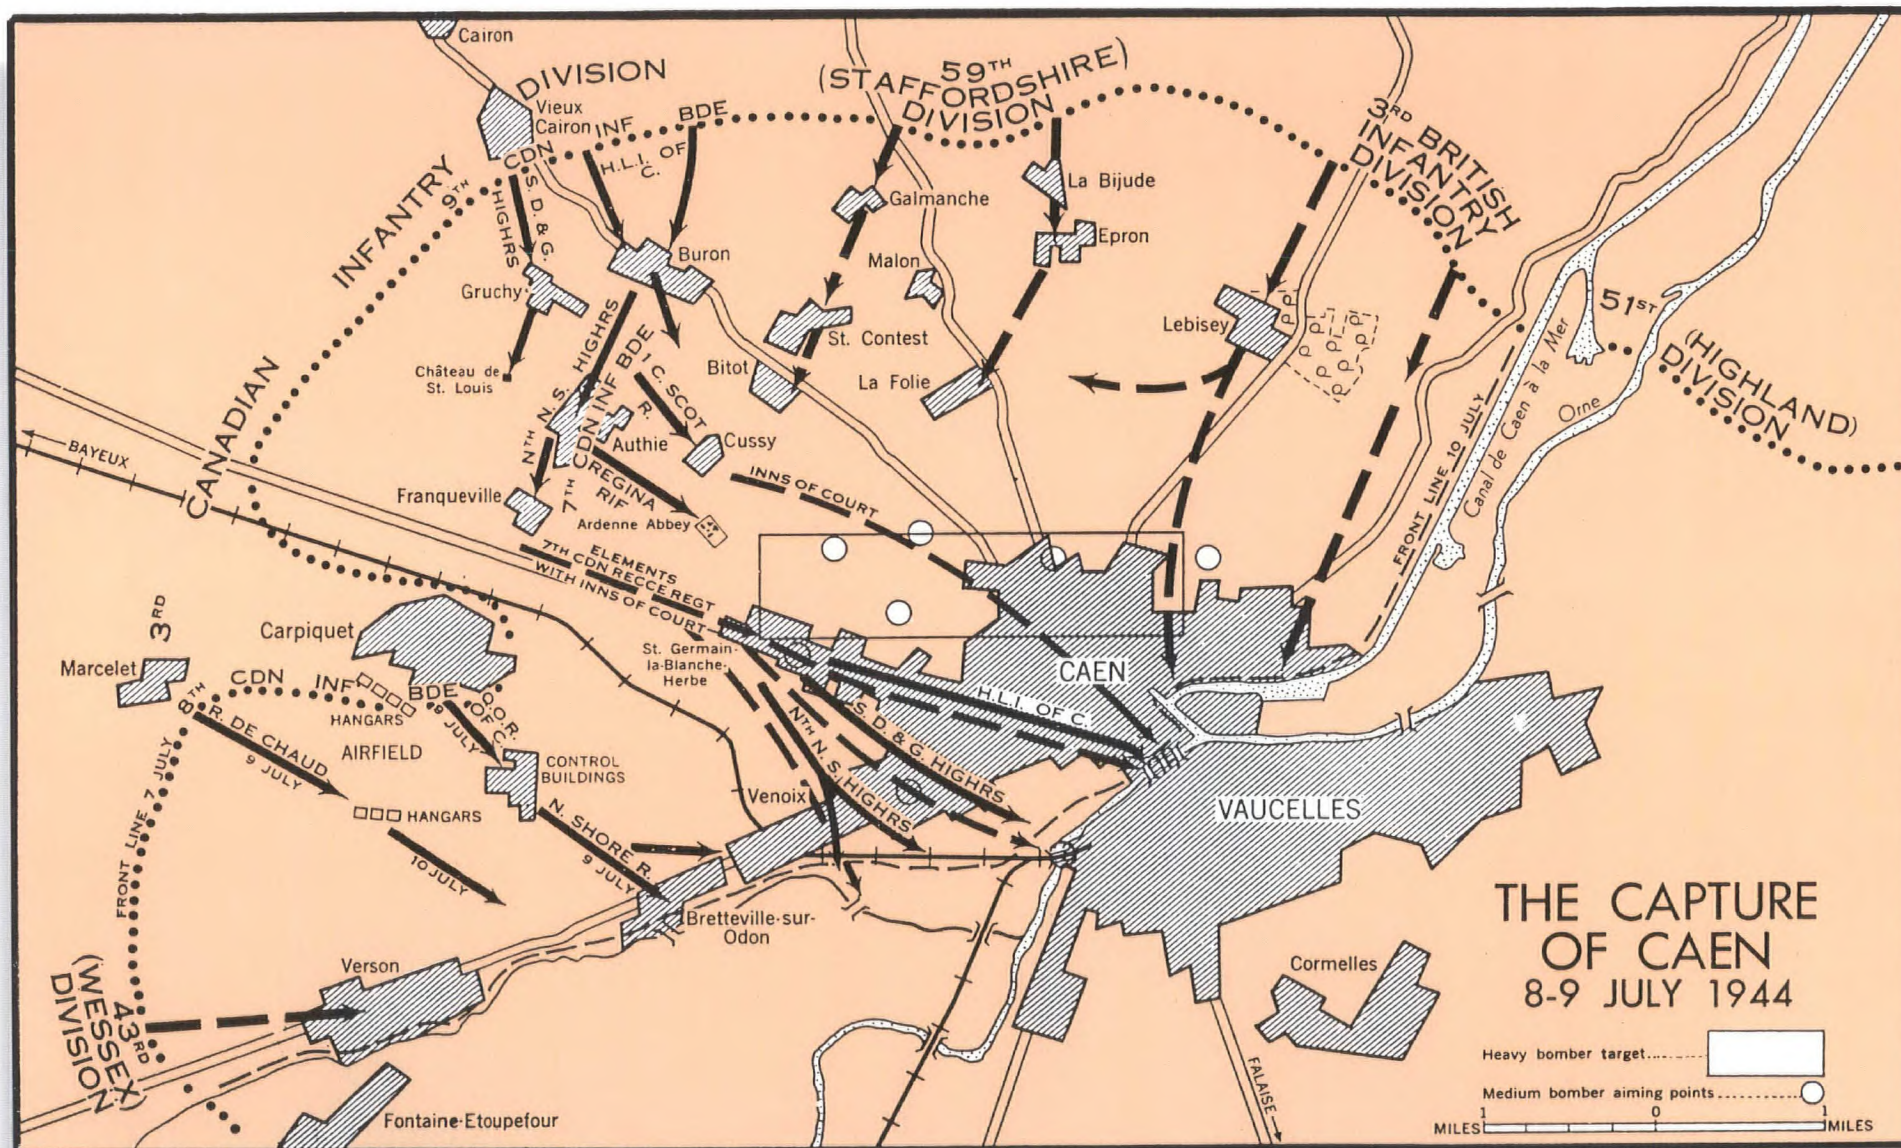 Cairon
DIVISION
Vieux
Cairon
INF
BDE
(STAFFORDSHIRE)
59TH
DIVISION
3RD BRITISH
INFANTRY
DIVISION
CDN
9TH
INFANTRY
CANADIAN
S. D. & G.
HIGHRS
H.L.I. OF
C.
Galmanche
La Bijude
Epron
Malon
Buron
Gruchy
Château de
St. Louis
St. Contest
Bitot
La Folie
Lebisey
51ST
(HIGHLAND)
DIVISION
Canal de Caen à la Mer
Orne
FRONT LINE 10 JULY
NTH N. S. HIGHRS
7TH CDN INF BDE
1 C. SCOT
R.
Authie
Cussy
REGINA
RIF
Ardenne Abbey
INNS OF COURT
BAYEUX
Franqueville
ELEMENTS
7TH CDN RECCE REGT
WITH INNS OF COURT
3RD
Carpiquet
Marcelet
8TH
CDN
INF
BDE
HANGARS
AIRFIELD
Q.O.R.
OF C.
9 JULY
R. DE CHAUD
9 JULY
CONTROL
BUILDINGS
HANGARS
10 JULY
N. SHORE R.
9 JULY
St. Germain-
la-Blanche-
Herbe
CAEN
H.L.I. OF C.
S. D. & G. HIGHRS
NTH N. S. HIGHRS
Venoix
VAUCELLES
Bretteville-sur-
Odon
FRONT LINE 7 JULY
Verson
43RD
(WESSEX)
DIVISION
Fontaine-Etoupefour
Cormelles
FALAISE
THE CAPTURE
OF CAEN
8-9 JULY 1944
Heavy bomber target
Medium bomber aiming points
1 0 1
MILES MILES